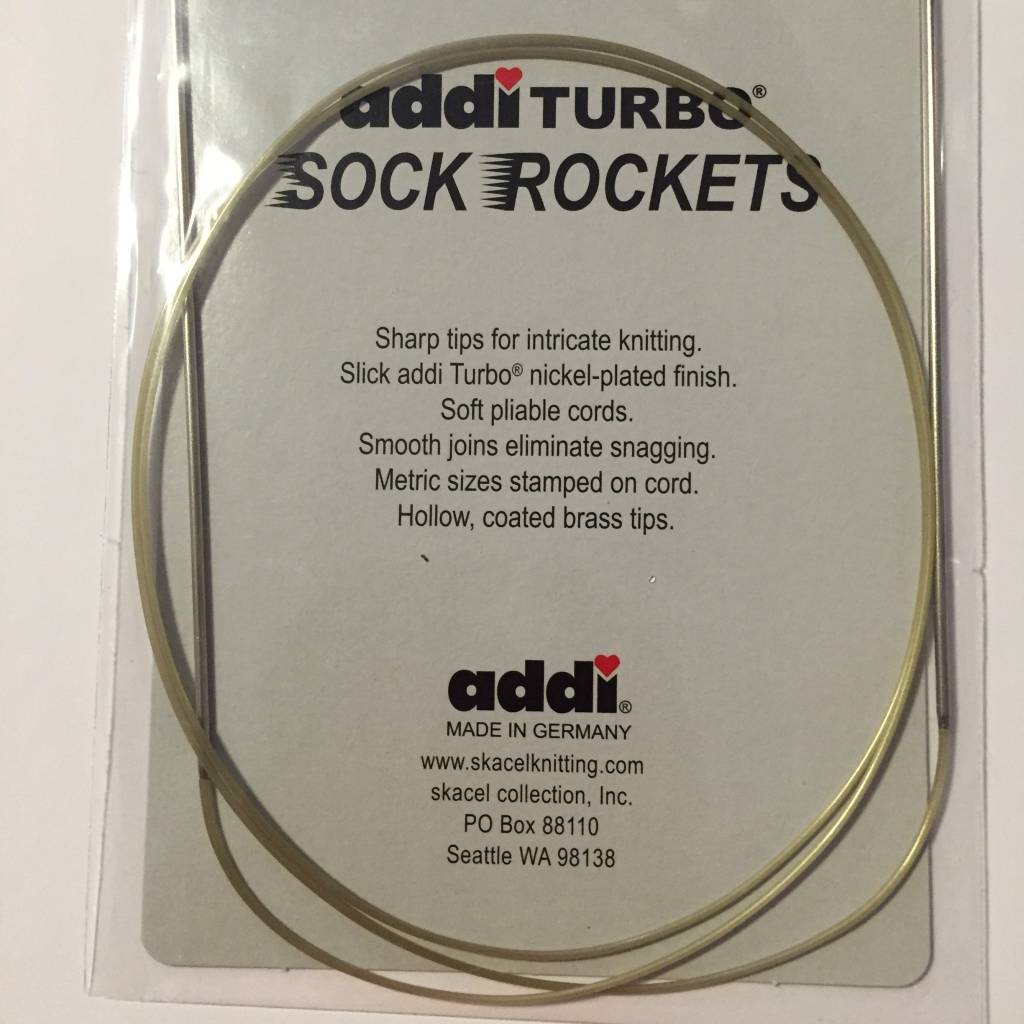 addi TURBO®
SOCK ROCKETS
Sharp tips for intricate knitting.
Slick addi Turbo® nickel-plated finish.
Soft pliable cords.
Smooth joins eliminate snagging.
Metric sizes stamped on cord.
Hollow, coated brass tips.
addi®
MADE IN GERMANY
www.skacelknitting.com
skacel collection, Inc.
PO Box 88110
Seattle WA 98138